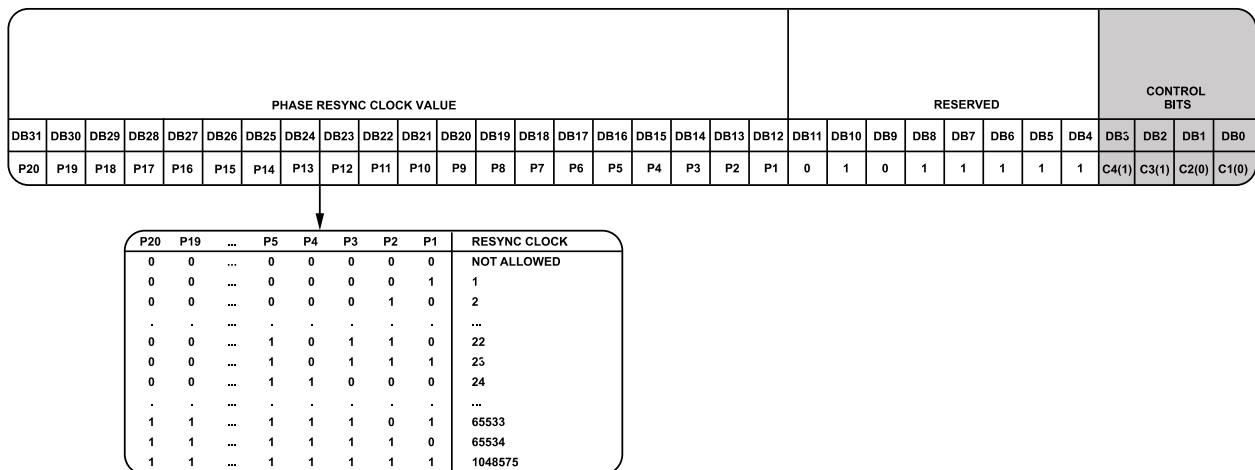 PHASE RESYNC CLOCK VALUE RESERVED CONTROL BITS
DB31 DB30 DB29 DB28 DB27 DB26 DB25 DB24 DB23 DB22 DB21 DB20 DB19 DB18 DB17 DB16 DB15 DB14 DB13 DB12 DB11 DB10 DB9 DB8 DB7 DB6 DB5 DB4 DB3 DB2 DB1 DB0
P20 P19 P18 P17 P16 P15 P14 P13 P12 P11 P10 P9 P8 P7 P6 P5 P4 P3 P2 P1 0 1 0 1 1 1 1 1 C4(1) C3(1) C2(0) C1(0)
P20 P19 ... P5 P4 P3 P2 P1 RESYNC CLOCK
0 0 ... 0 0 0 0 0 NOT ALLOWED
0 0 ... 0 0 0 0 1 1
0 0 ... 0 0 0 1 0 2
. . ... . . . . . ...
0 0 ... 1 0 1 1 0 22
0 0 ... 1 0 1 1 1 23
0 0 ... 1 1 0 0 0 24
. . ... . . . . . ...
1 1 ... 1 1 1 0 1 65533
1 1 ... 1 1 1 1 0 65534
1 1 ... 1 1 1 1 1 1048575